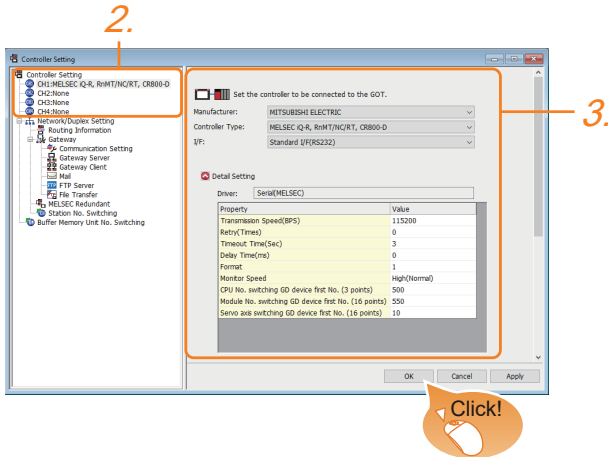 2.
Controller Setting
Controller Setting
CH1:MELSEC iQ-R, RnMT/NC/RT, CR800-D
CH2:None
CH3:None
CH4:None
Network/Duplex Setting
Routing Information
Gateway
Communication Setting
Gateway Server
Gateway Client
Mail
FTP Server
File Transfer
MELSEC Redundant
Station No. Switching
Buffer Memory Unit No. Switching
Set the controller to be connected to the GOT.
Manufacturer: MITSUBISHI ELECTRIC
Controller Type: MELSEC iQ-R, RnMT/NC/RT, CR800-D
I/F: Standard I/F(RS232)
3.
Detail Setting
Driver: Serial(MELSEC)
Property Value
Transmission Speed(BPS) 115200
Retry(Times) 0
Timeout Time(Sec) 3
Delay Time(ms) 0
Format 1
Monitor Speed High(Normal)
CPU No. switching GD device first No. (3 points) 500
Module No. switching GD device first No. (16 points) 550
Servo axis switching GD device first No. (16 points) 10
OK Cancel Apply
Click!